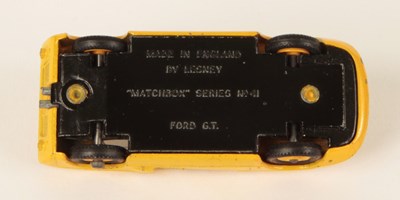 MADE IN ENGLAND
BY LESNEY
"MATCHBOX" SERIES No 41
FORD G.T.